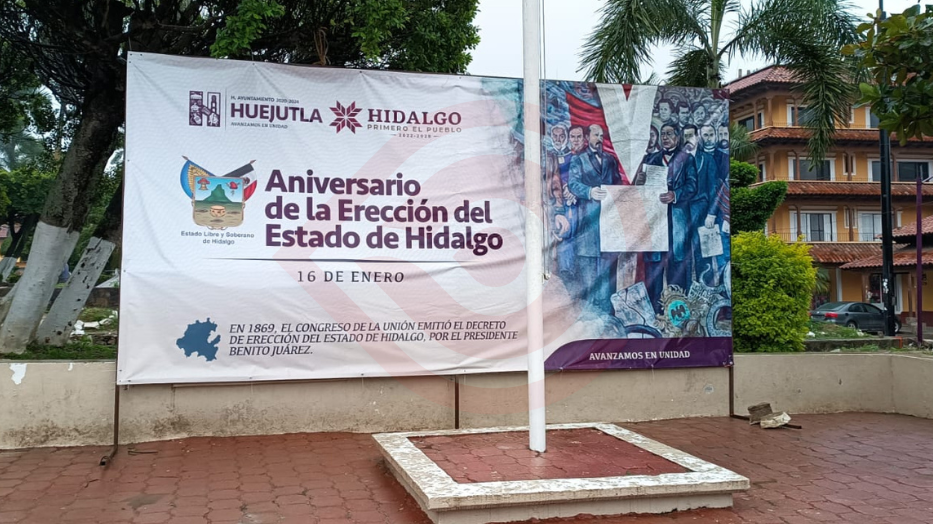 H. AYUNTAMIENTO 2020-2024
HUEJUTLA
AVANZAMOS EN UNIDAD
HIDALGO
PRIMERO EL PUEBLO
2022-2028
Estado Libre y Soberano
de Hidalgo
Aniversario
de la Erección del
Estado de Hidalgo
16 DE ENERO
EN 1869, EL CONGRESO DE LA UNIÓN EMITIÓ EL DECRETO
DE ERECCIÓN DEL ESTADO DE HIDALGO, POR EL PRESIDENTE
BENITO JUÁREZ.
AVANZAMOS EN UNIDAD